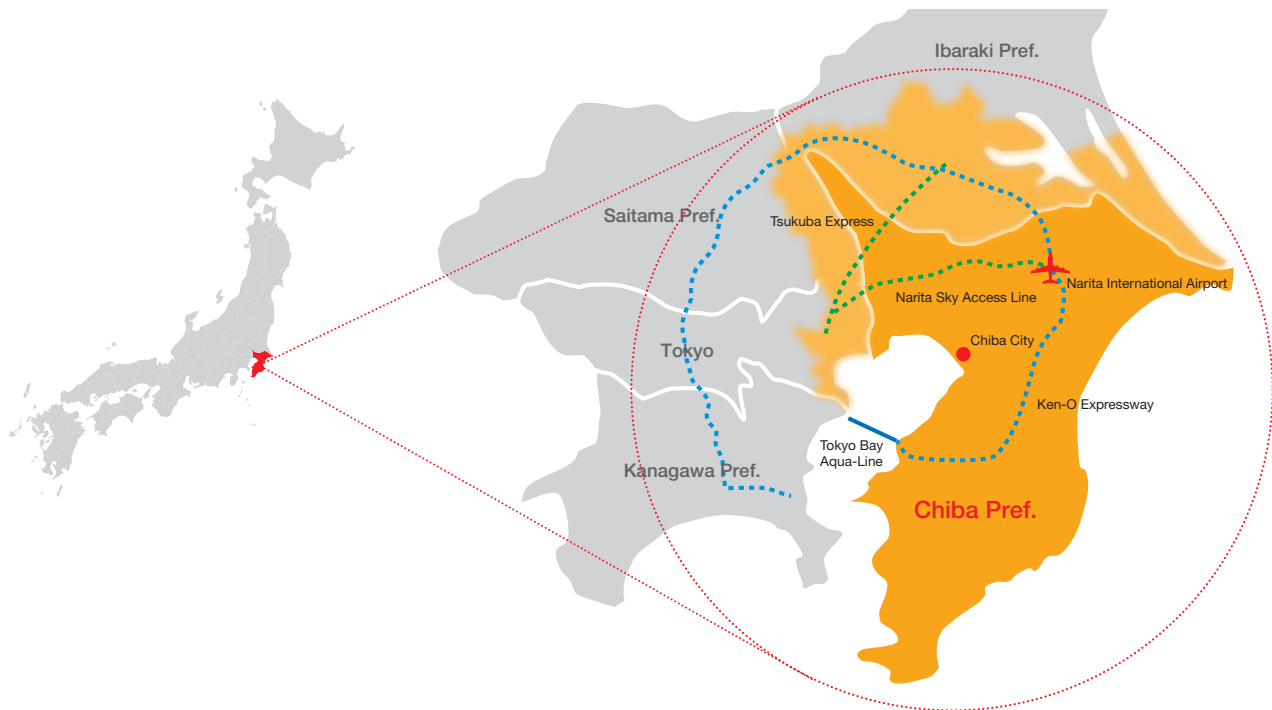 Ibaraki Pref.
Saitama Pref.
Tsukuba Express
Narita International Airport
Narita Sky Access Line
Chiba City
Tokyo
Ken-O Expressway
Tokyo Bay
Aqua-Line
Kanagawa Pref.
Chiba Pref.